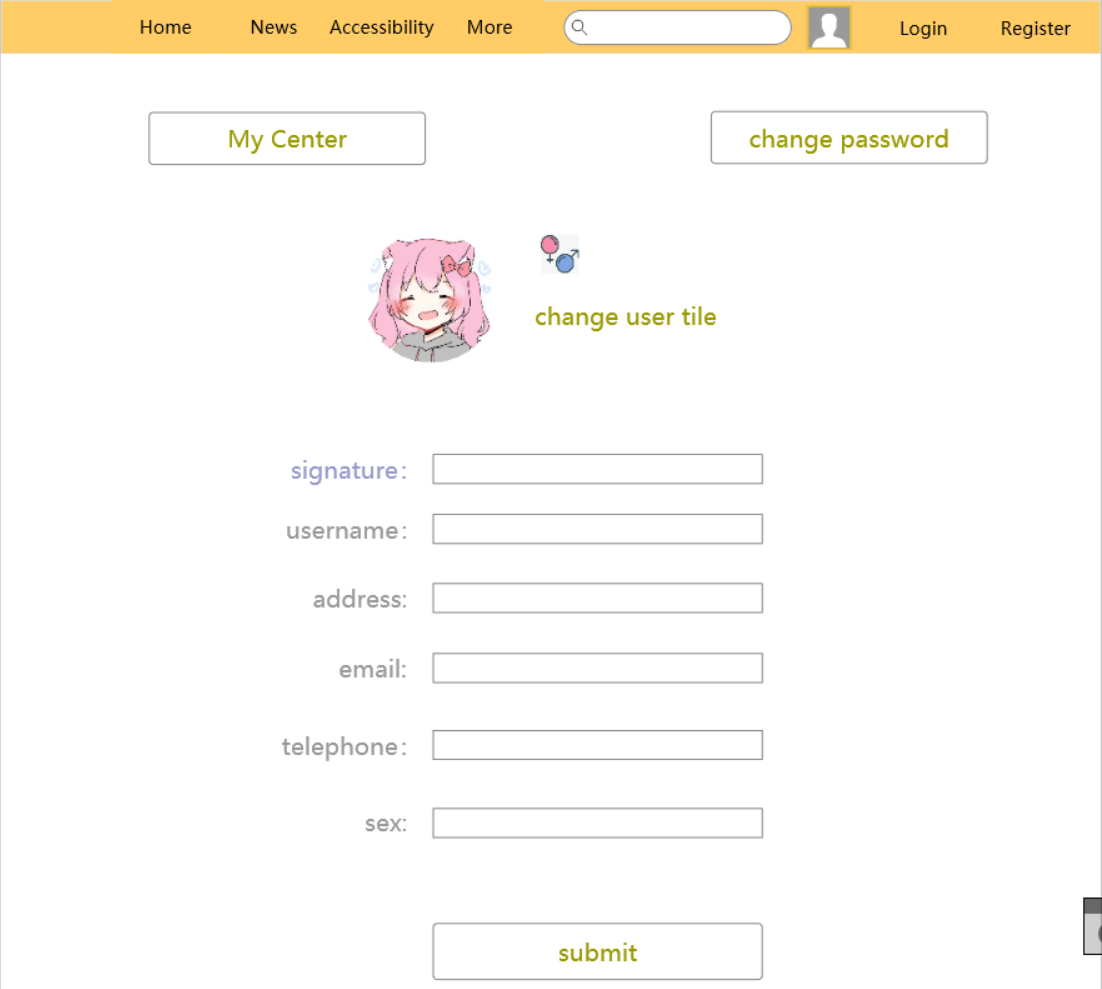 Home News Accessibility More Login Register
My Center change password
change user tile
signature:
username:
address:
email:
telephone:
sex:
submit